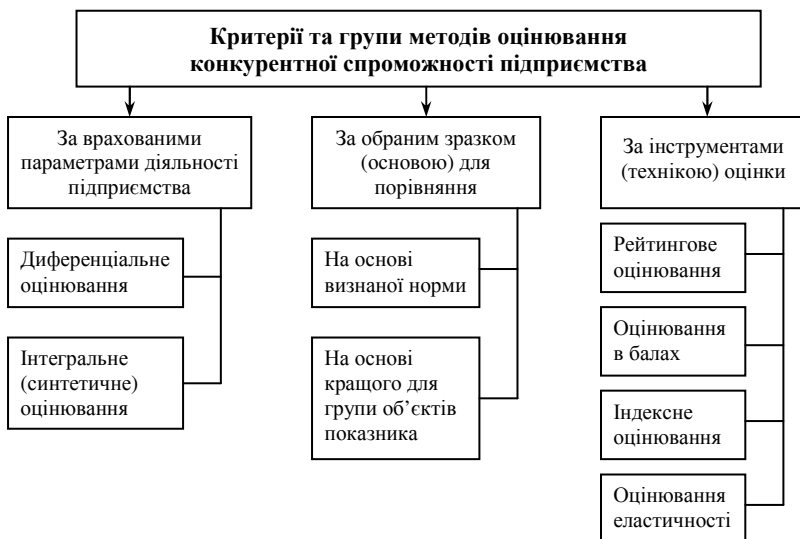 Критерії та групи методів оцінювання
конкурентної спроможності підприємства
За врахованими
параметрами діяльності
підприємства
Диференціальне
оцінювання
Інтегральне
(синтетичне)
оцінювання
За обраним зразком
(основою) для
порівняння
На основі
визнаної норми
На основі
кращого для
групи об’єктів
показника
За інструментами
(технікою) оцінки
Рейтингове
оцінювання
Оцінювання
в балах
Індексне
оцінювання
Оцінювання
еластичності